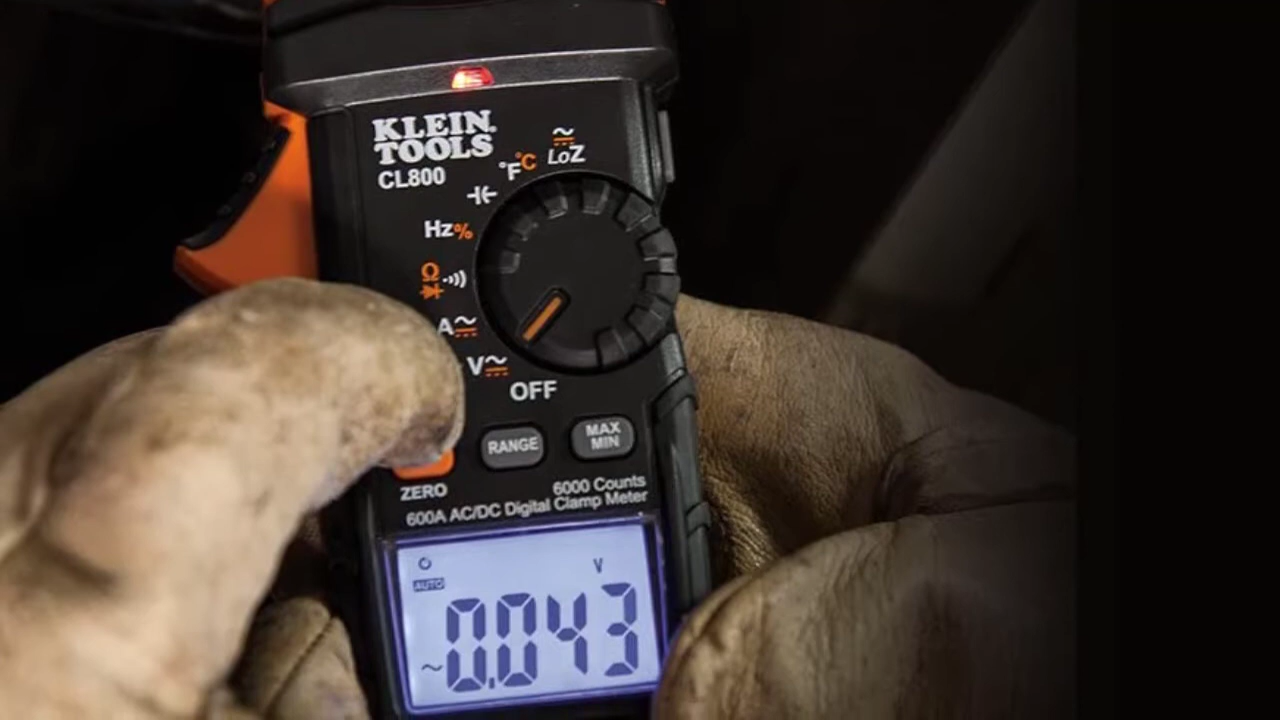 KLEIN
TOOLS
CL800
LoZ
°F°C
Hz%
Ω
A
V
OFF
RANGE
MAX
MIN
ZERO
6000 Counts
600A AC/DC Digital Clamp Meter
V
AUTO
~0.043